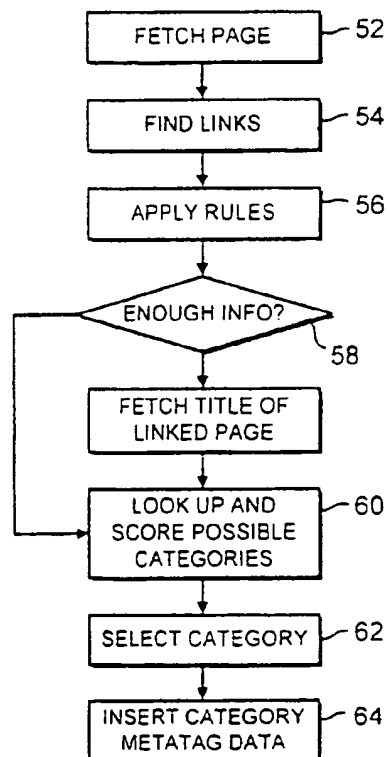 FETCH PAGE
52
FIND LINKS
54
APPLY RULES
56
ENOUGH INFO?
58
FETCH TITLE OF
LINKED PAGE
LOOK UP AND
SCORE POSSIBLE
CATEGORIES
60
SELECT CATEGORY
62
INSERT CATEGORY
METATAG DATA
64